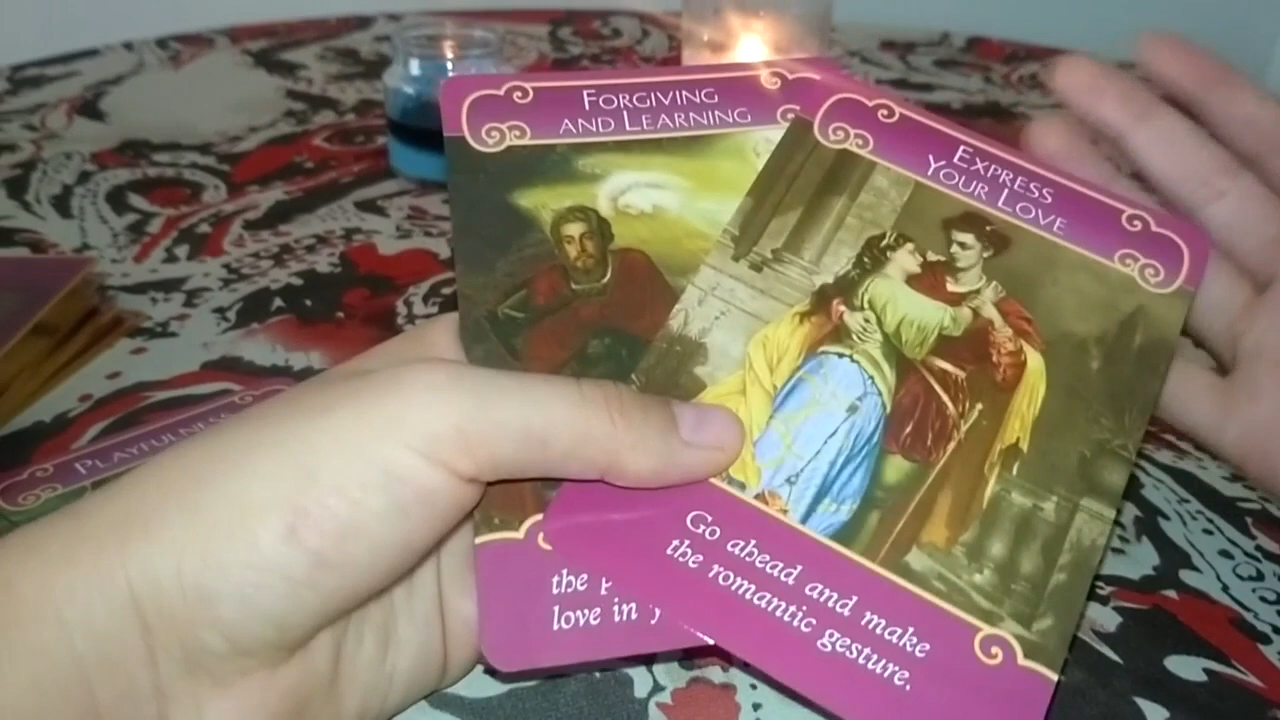 FORGIVING
AND LEARNING
the
love in
EXPRESS
YOUR LOVE
Go ahead and make
the romantic gesture.
PLAYFULNESS